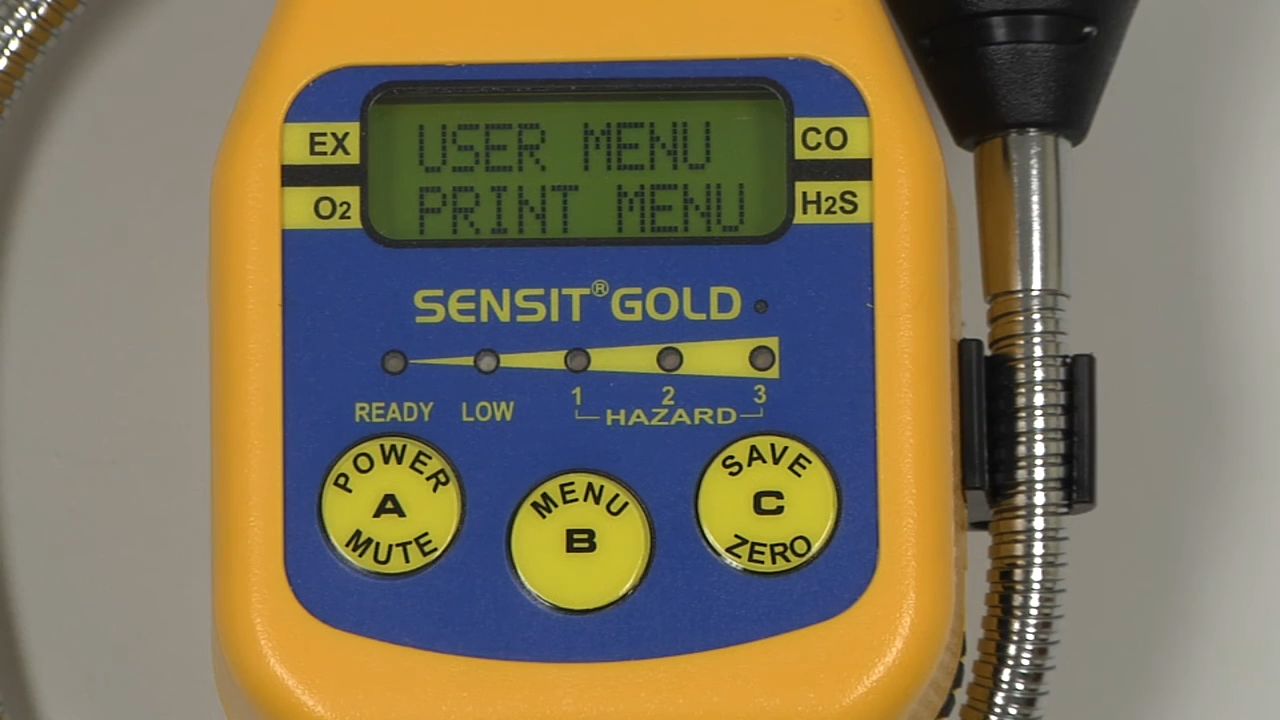 EX
O2
USER MENU
PRINT MENU
CO
H2S
SENSIT® GOLD
READY LOW 1 2 3
HAZARD
POWER
A
MUTE
MENU
B
SAVE
C
ZERO